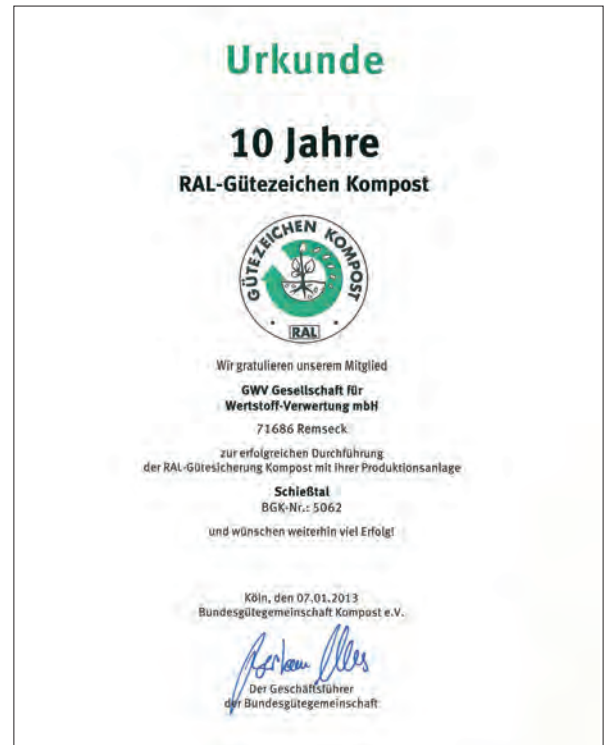 Urkunde
10 Jahre
RAL-Gütezeichen Kompost
GÜTEZEICHEN KOMPOST
RAL
Wir gratulieren unserem Mitglied
GWV Gesellschaft für
Wertstoff-Verwertung mbH
71686 Remseck
zur erfolgreichen Durchführung
der RAL-Gütesicherung Kompost mit ihrer Produktionsanlage
Schießtal
BGK-Nr.: 5062
und wünschen weiterhin viel Erfolg!
Köln, den 07.01.2013
Bundesgütegemeinschaft Kompost e.V.
Der Geschäftsführer
der Bundesgütegemeinschaft